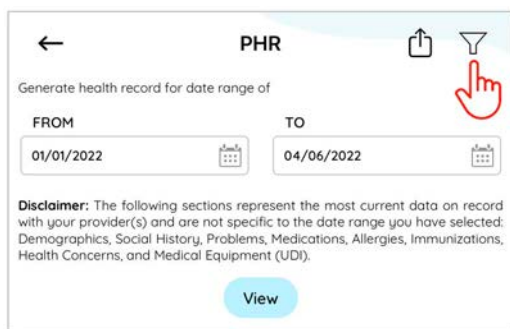 PHR
Generate health record for date range of
FROM
TO
01/01/2022
04/06/2022
Disclaimer: The following sections represent the most current data on record
with your provider(s) and are not specific to the date range you have selected:
Demographics, Social History, Problems, Medications, Allergies, Immunizations,
Health Concerns, and Medical Equipment (UDI).
View